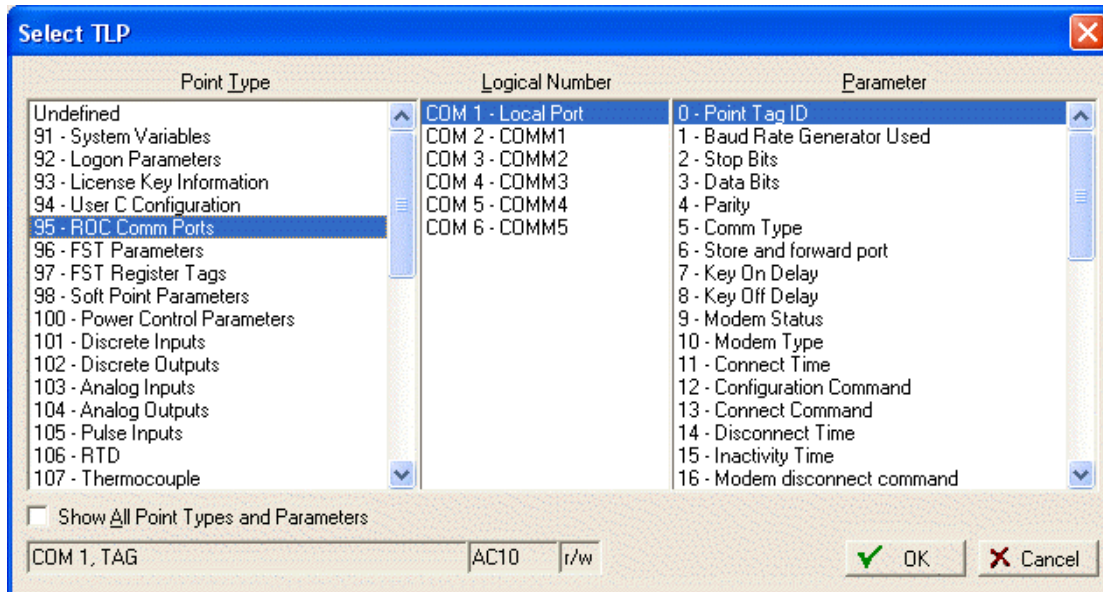 Select TLP
Point Type
Logical Number
Parameter
Undefined
91 - System Variables
92 - Logon Parameters
93 - License Key Information
94 - User C Configuration
95 - ROC Comm Ports
96 - FST Parameters
97 - FST Register Tags
98 - Soft Point Parameters
100 - Power Control Parameters
101 - Discrete Inputs
102 - Discrete Outputs
103 - Analog Inputs
104 - Analog Outputs
105 - Pulse Inputs
106 - RTD
107 - Thermocouple
COM 1 - Local Port
COM 2 - COMM1
COM 3 - COMM2
COM 4 - COMM3
COM 5 - COMM4
COM 6 - COMM5
0 - Point Tag ID
1 - Baud Rate Generator Used
2 - Stop Bits
3 - Data Bits
4 - Parity
5 - Comm Type
6 - Store and forward port
7 - Key On Delay
8 - Key Off Delay
9 - Modem Status
10 - Modem Type
11 - Connect Time
12 - Configuration Command
13 - Connect Command
14 - Disconnect Time
15 - Inactivity Time
16 - Modem disconnect command
Show All Point Types and Parameters
COM 1, TAG
AC10
r/w
OK
Cancel